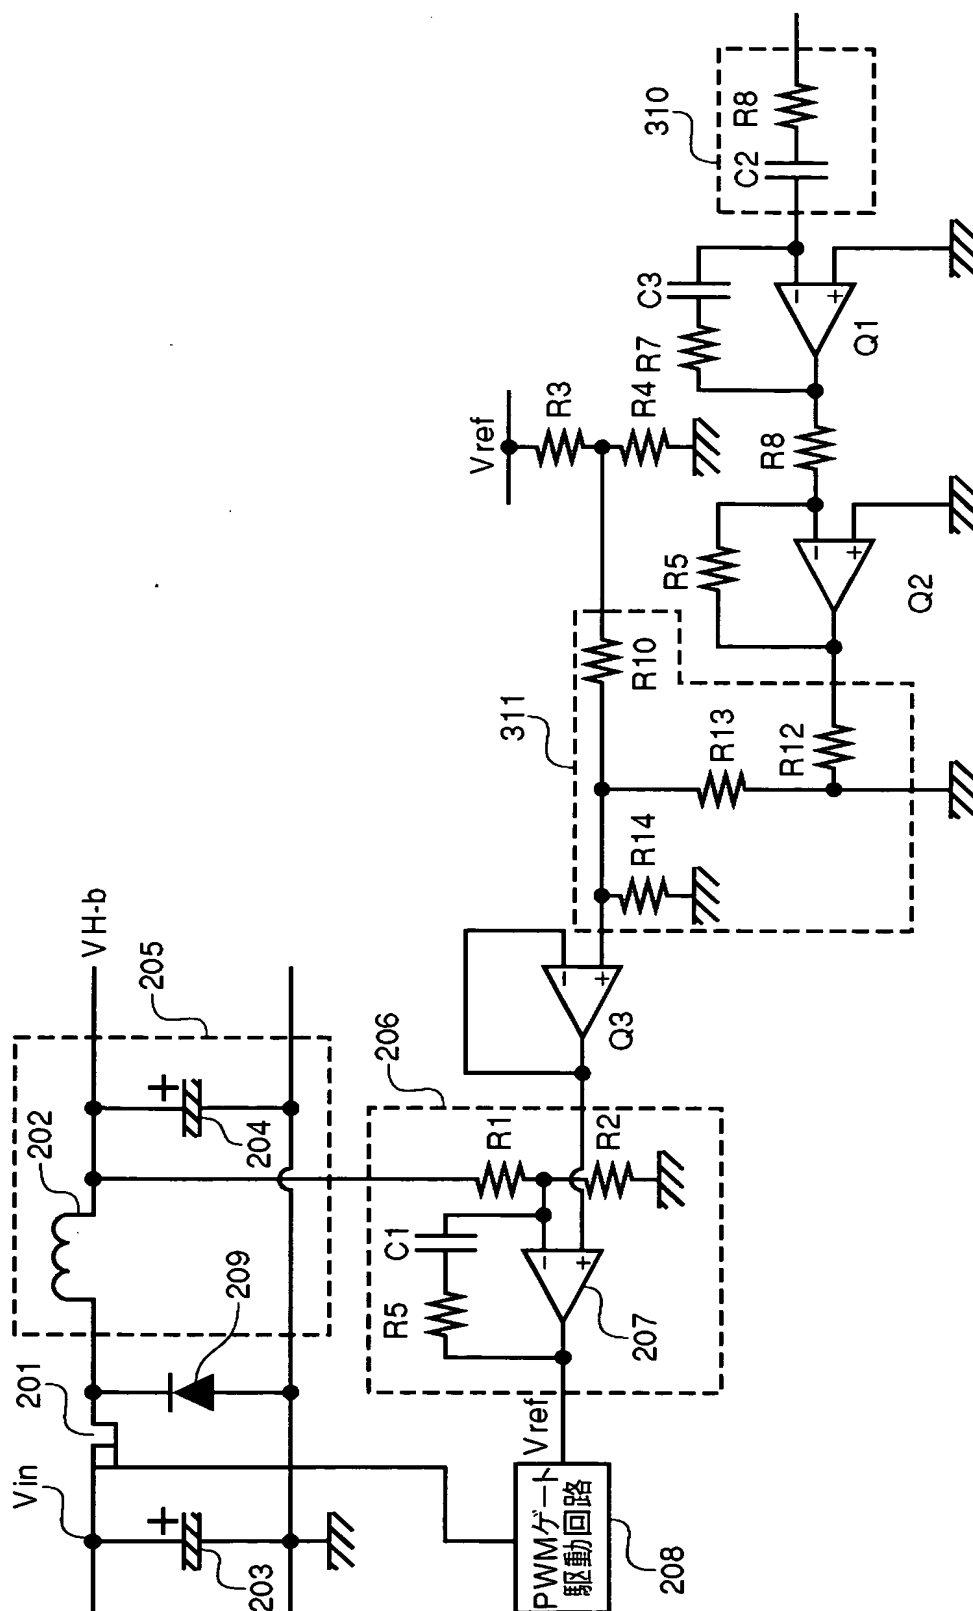 Vin
201
202
VH-b
205
203
209
204
206
PWMゲート
駆動回路
208
Vref
R5
C1
R1
R2
207
Q3
311
R14
R13
R12
R10
Vref
R3
R4
R5
Q2
R8
R7
C3
Q1
310
C2
R8
+
+
−
+
−
+
−
+
−
+